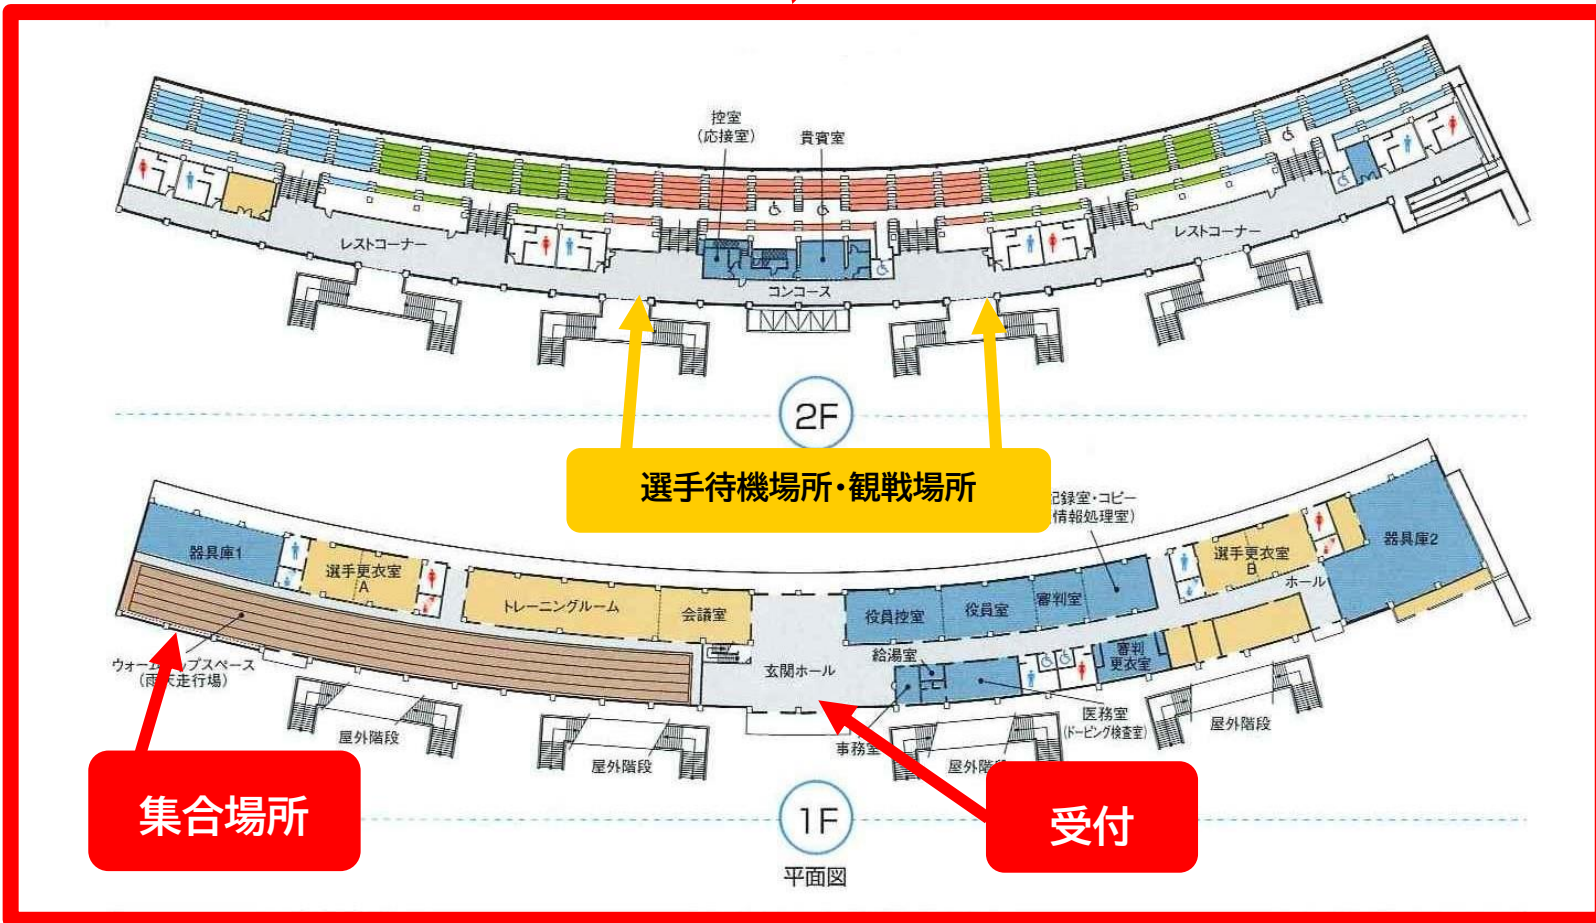 控室
(応接室)
貴賓室
レストコーナー
レストコーナー
コンコース
2F
選手待機場所・観戦場所
記録室・コピー
情報処理室)
器具庫1
選手更衣室
A
トレーニングルーム
会議室
役員控室
役員室
審判室
選手更衣室
B
ホール
器具庫2
ウォー
ップスペース
(雨天走行場)
玄関ホール
給湯室
審判
更衣室
医務室
(ドーピング検査室)
事務室
屋外階段
屋外階段
屋外階段
屋外階段
集合場所
受付
1F
平面図